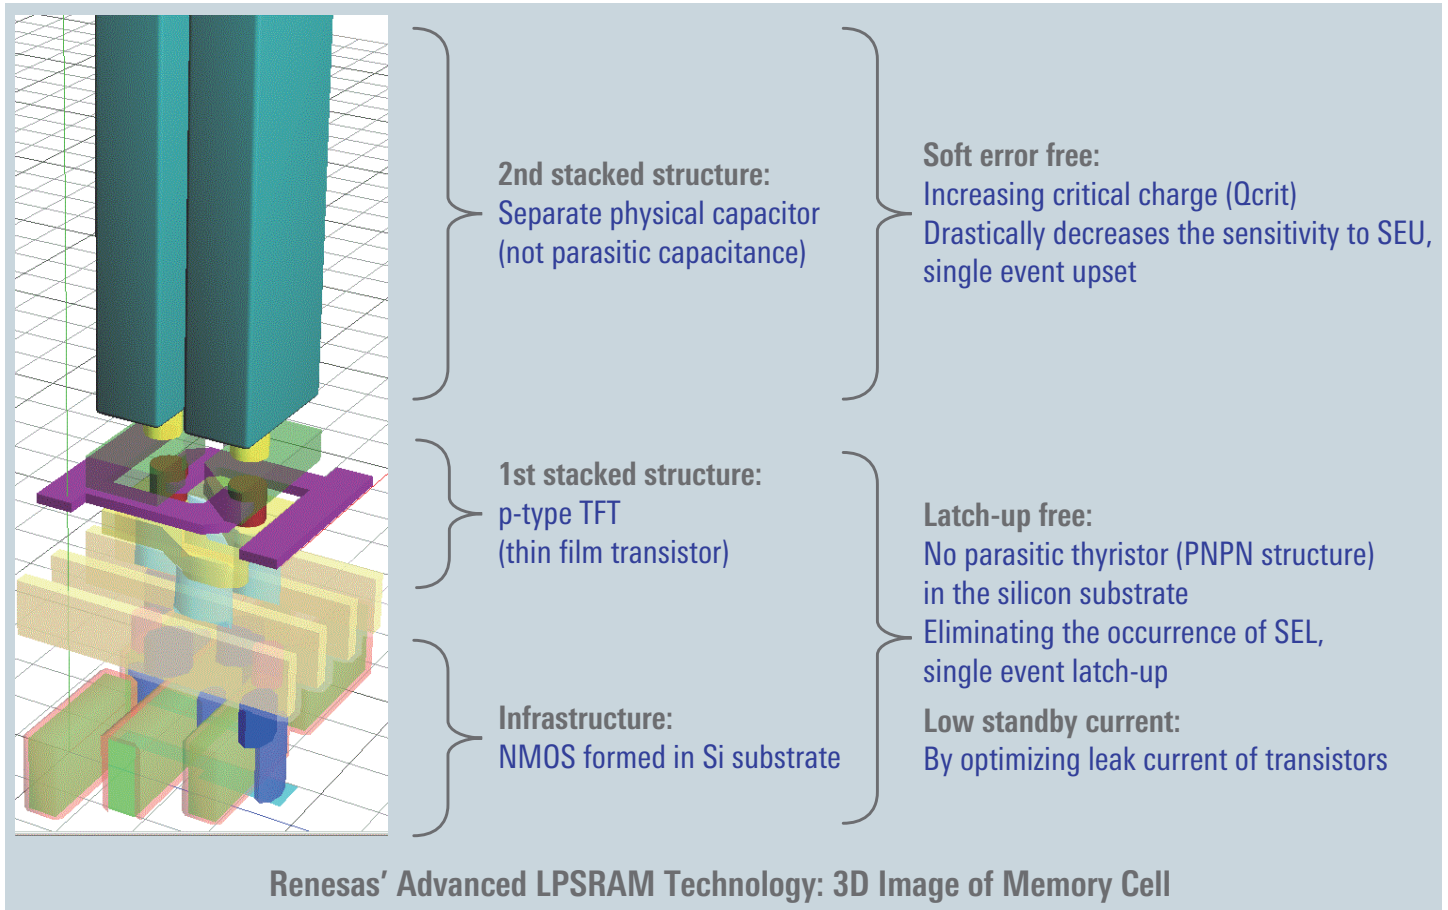 2nd stacked structure:
Separate physical capacitor
(not parasitic capacitance)
Soft error free:
Increasing critical charge (Qcrit)
Drastically decreases the sensitivity to SEU,
single event upset
1st stacked structure:
p-type TFT
(thin film transistor)
Infrastructure:
NMOS formed in Si substrate
Latch-up free:
No parasitic thyristor (PNPN structure)
in the silicon substrate
Eliminating the occurrence of SEL,
single event latch-up
Low standby current:
By optimizing leak current of transistors
Renesas’ Advanced LPSRAM Technology: 3D Image of Memory Cell